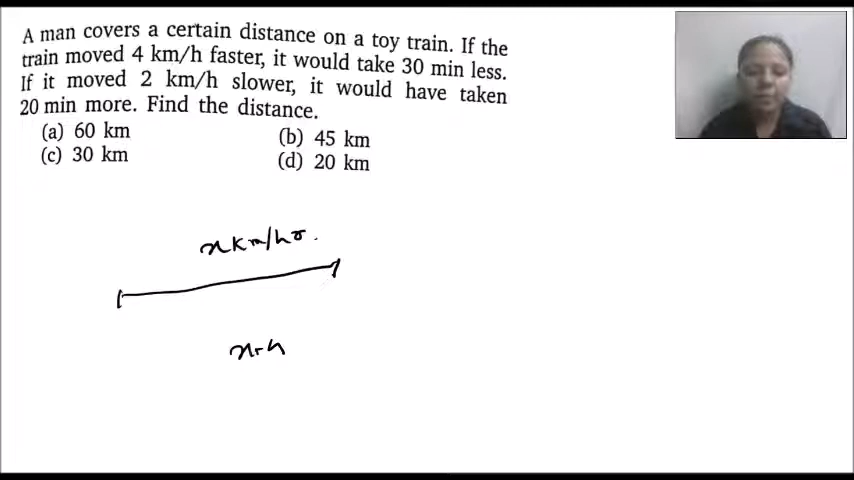 A man covers a certain distance on a toy train. If the
train moved 4 km/h faster, it would take 30 min less.
If it moved 2 km/h slower, it would have taken
20 min more. Find the distance.
(a) 60 km (b) 45 km
(c) 30 km (d) 20 km
x km/hr.
x+4